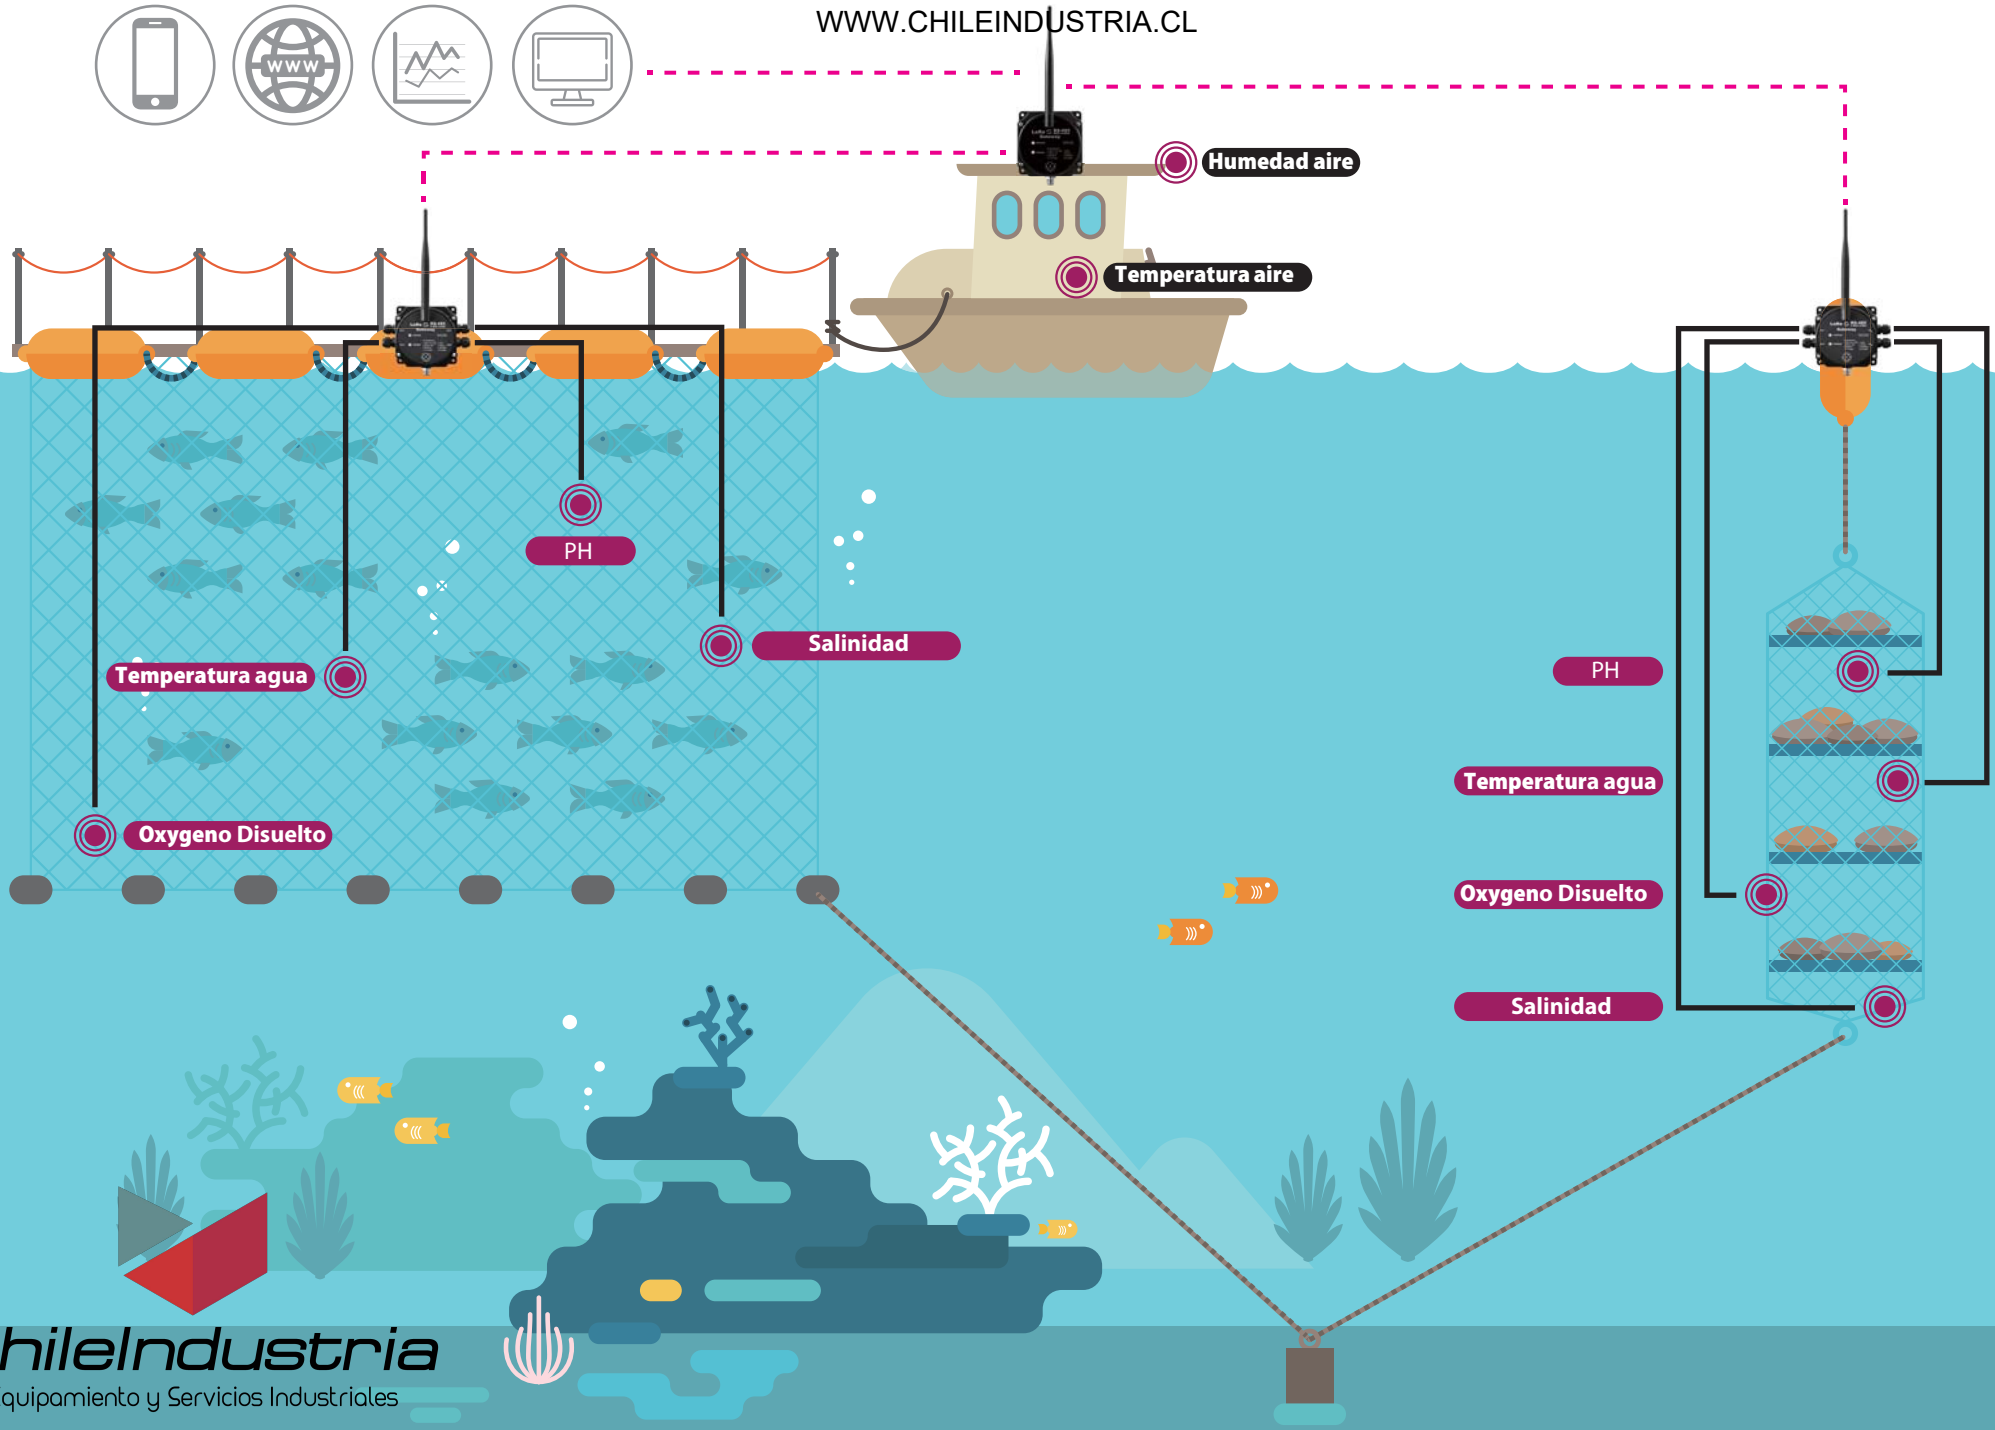 WWW.CHILEINDUSTRIA.CL
WWW
Humedad aire
Temperatura aire
PH
Salinidad
Temperatura agua
Oxygeno Disuelto
PH
Temperatura agua
Oxygeno Disuelto
Salinidad
hileIndustria
quipamiento y Servicios Industriales